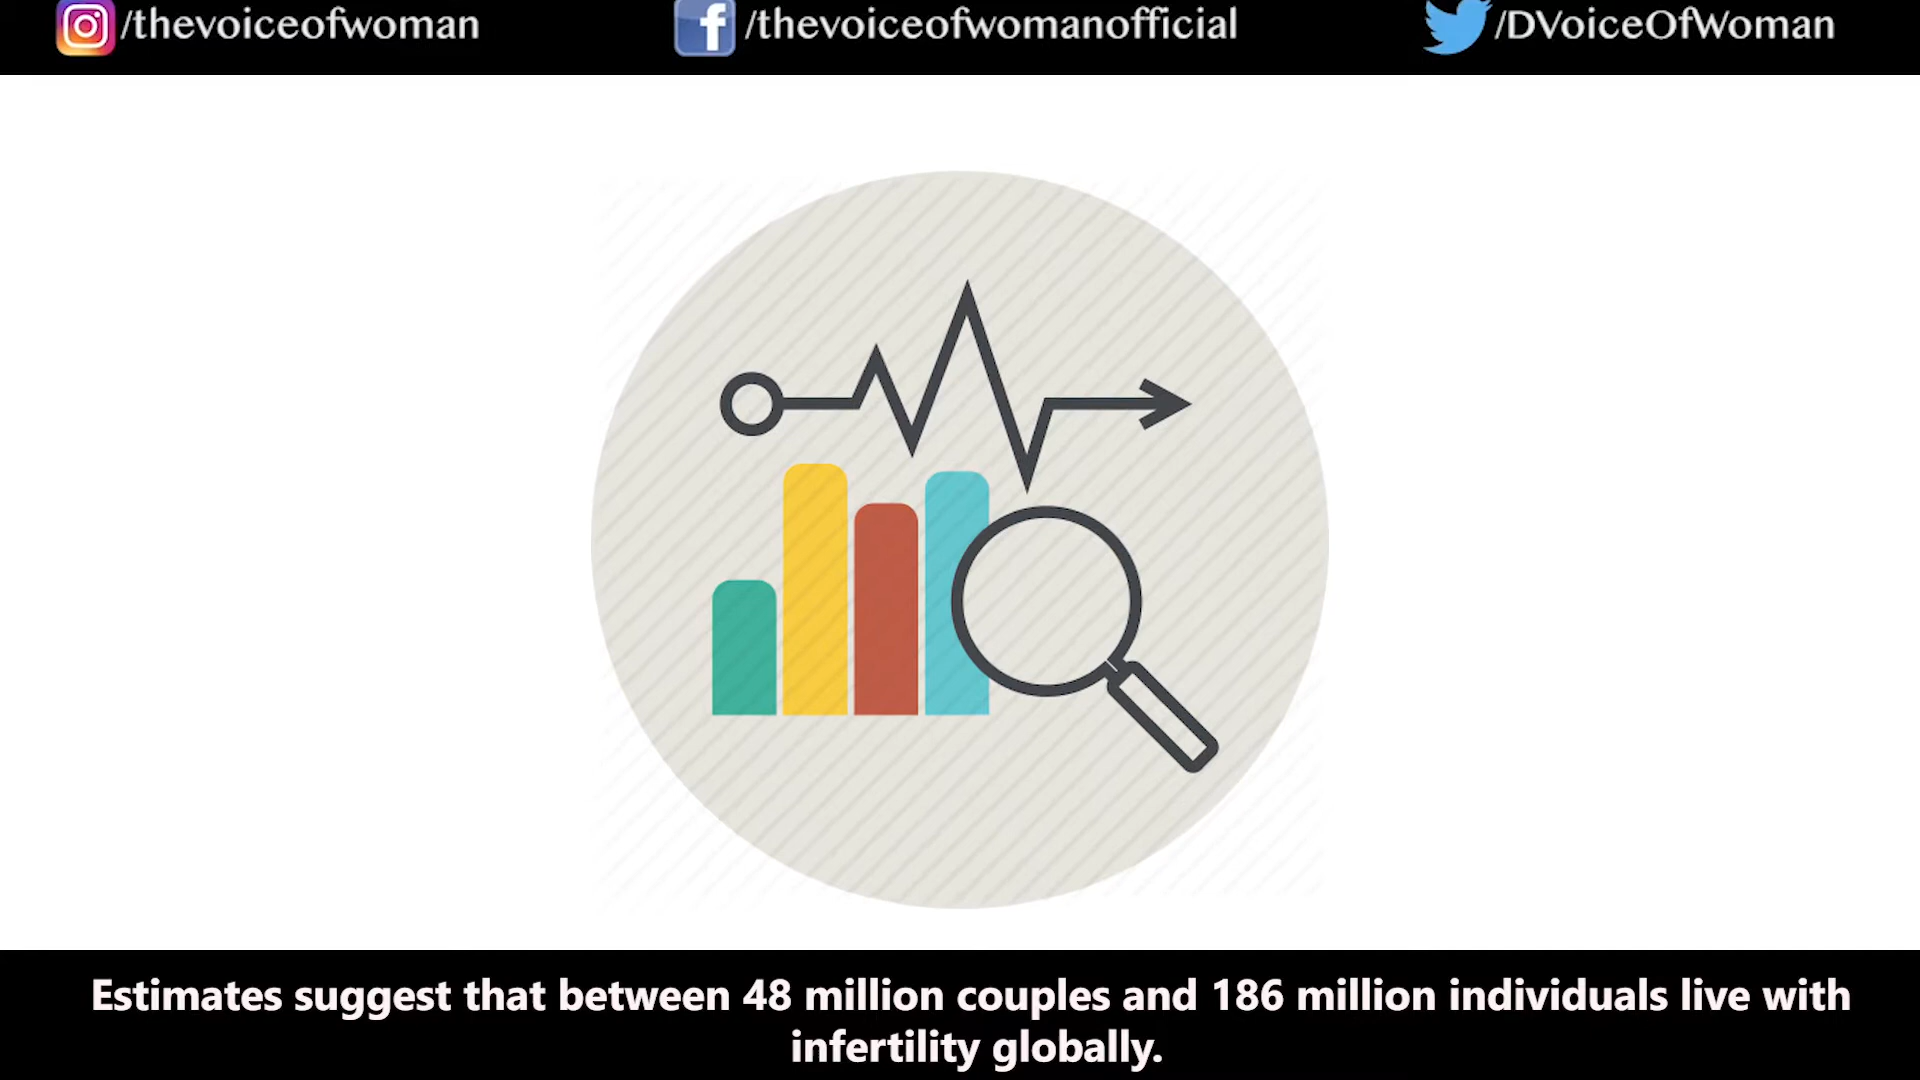 /thevoiceofwoman
/thevoiceofwomanofficial
/DVoiceOfWoman
Estimates suggest that between 48 million couples and 186 million individuals live with
infertility globally.